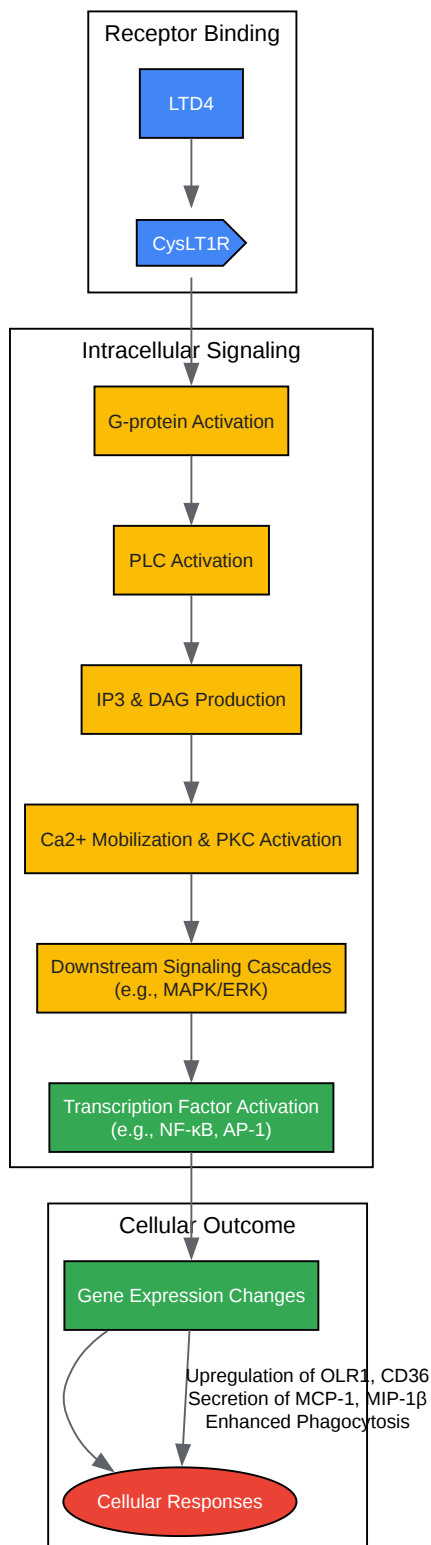 Receptor Binding
LTD4
CysLT1R
Intracellular Signaling
G-protein Activation
PLC Activation
IP3 & DAG Production
Ca2+ Mobilization & PKC Activation
Downstream Signaling Cascades
(e.g., MAPK/ERK)
Transcription Factor Activation
(e.g., NF-κB, AP-1)
Cellular Outcome
Gene Expression Changes
Upregulation of OLR1, CD36
Secretion of MCP-1, MIP-1β
Enhanced Phagocytosis
Cellular Responses